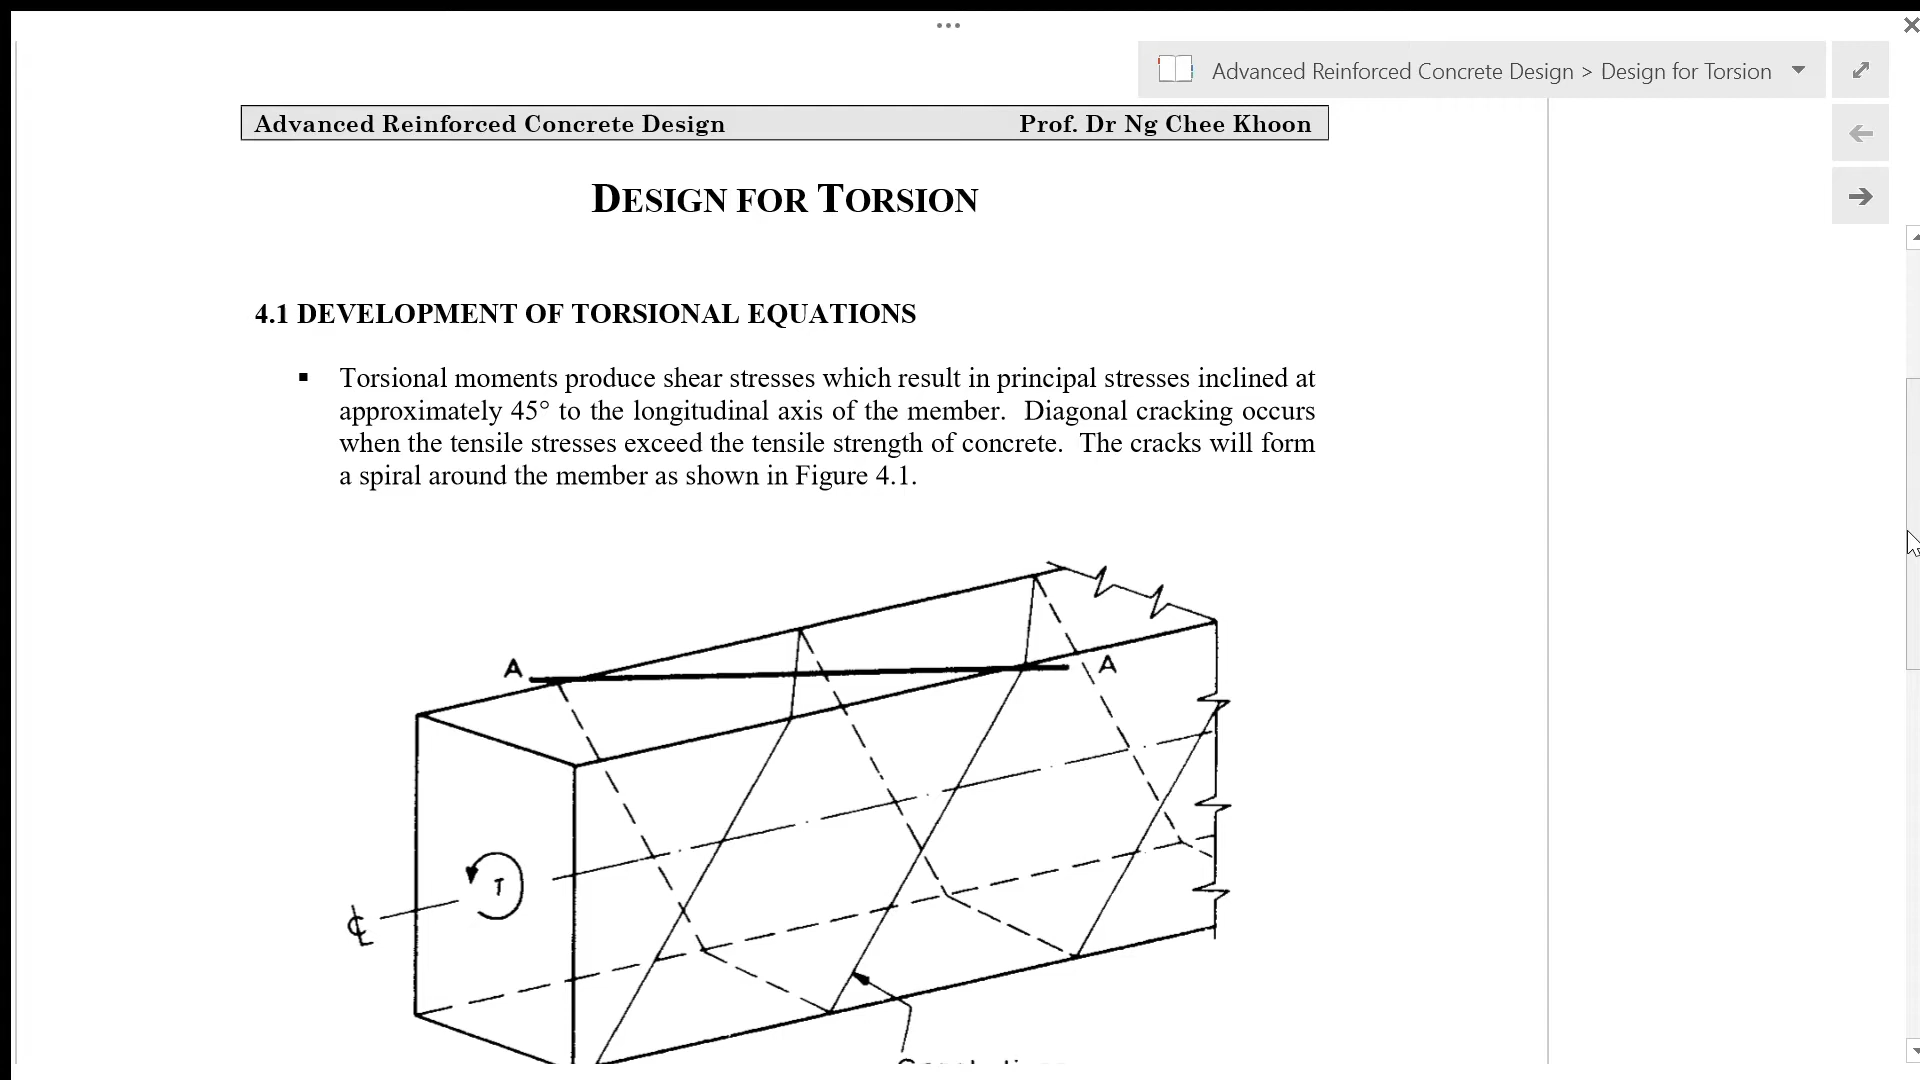 Advanced Reinforced Concrete Design > Design for Torsion
Advanced Reinforced Concrete Design Prof. Dr Ng Chee Khoon
DESIGN FOR TORSION
4.1 DEVELOPMENT OF TORSIONAL EQUATIONS
▪ Torsional moments produce shear stresses which result in principal stresses inclined at
approximately 45° to the longitudinal axis of the member. Diagonal cracking occurs
when the tensile stresses exceed the tensile strength of concrete. The cracks will form
a spiral around the member as shown in Figure 4.1.
A
A
T
℄